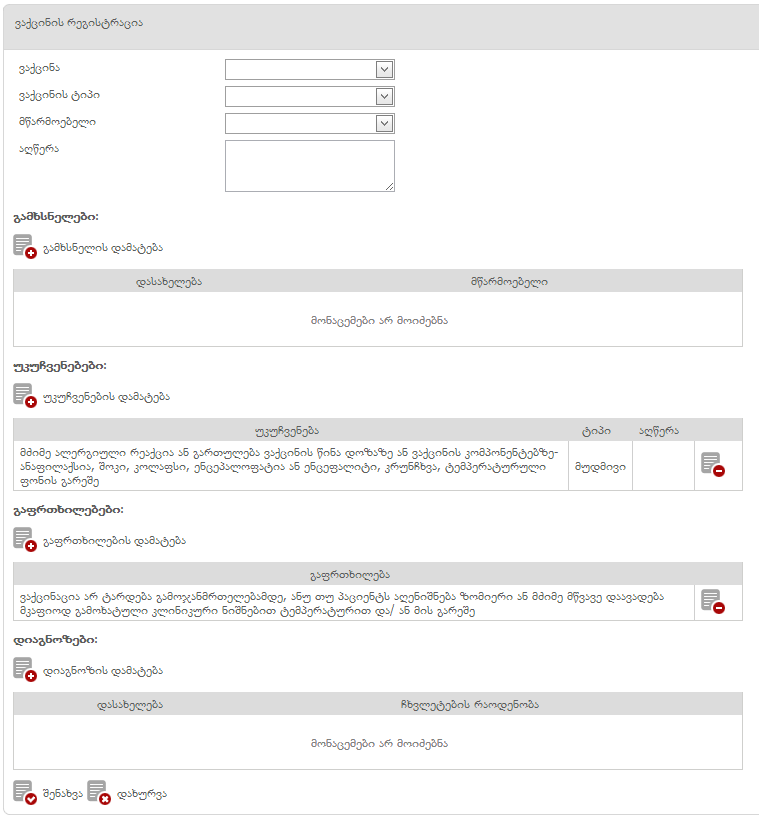 ვაქცინის რეგისტრაცია
ვაქცინა
ვაქცინის ტიპი
მწარმოებელი
აღწერა
გამხსნელები:
გამხსნელის დამატება
დასახელება მწარმოებელი
მონაცემები არ მოიძებნა
უკუჩვენებები:
უკუჩვენების დამატება
უკუჩვენება ტიპი აღწერა
მძიმე ალერგიული რეაქცია ან გართულება ვაქცინის წინა დოზაზე ან ვაქცინის კომპონენტებზე-
ანაფილაქსია, შოკი, კოლაფსი, ენცეპალოფატია ან ენცეფალიტი, კრუნჩხვა, ტემპერატურული მუდმივი
ფონის გარეშე
გაფრთხილებები:
გაფრთხილების დამატება
გაფრთხილება
ვაქცინაცია არ ტარდება გამოჯანმრთელებამდე, ანუ თუ პაციენტს აღენიშნება ზომიერი ან მძიმე მწვავე დაავადება
მკაფიოდ გამოხატული კლინიკური ნიშნებით ტემპერატურით და/ ან მის გარეშე
დიაგნოზები:
დიაგნოზის დამატება
დასახელება ჩხვლეტების რაოდენობა
მონაცემები არ მოიძებნა
შენახვა დახურვა